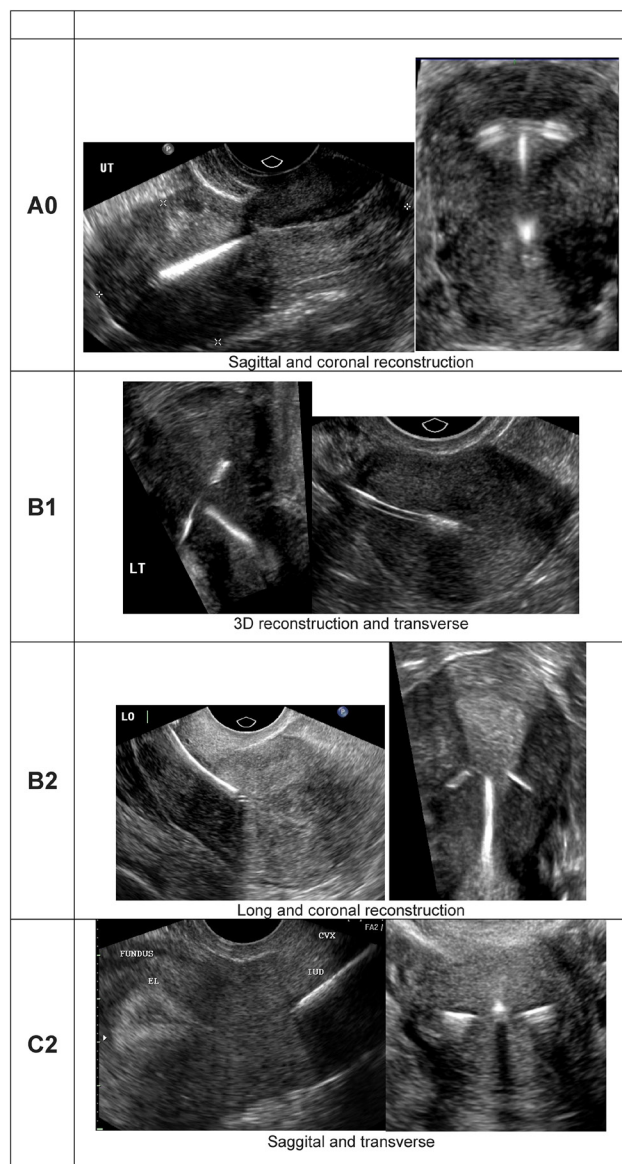 A0
UT
Sagittal and coronal reconstruction
B1
LT
3D reconstruction and transverse
B2
LO
Long and coronal reconstruction
C2
FA2 /
CVX
FUNDUS
IUD
EL
Saggital and transverse